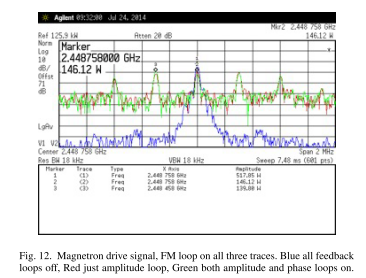 Agilent 09:32:00 Jul 24, 2014
Mkr2 2.448 758 GHz
Ref 125.9 kW Atten 20 dB 146.12 W
Norm
Log
10
dB/
Offst
71
dB
Marker
2.448758000 GHz
146.12 W
LgAv
V1 V2
Center 2.448 758 GHz Span 2 MHz
Res BW 18 kHz VBW 18 kHz Sweep 7.48 ms (601 pts)
Marker Trace Type X Axis Amplitude
1 (1) Freq 2.448 758 GHz 517.85 W
2 (2) Freq 2.448 758 GHz 146.12 W
3 (3) Freq 2.448 458 GHz 139.88 W
Fig. 12. Magnetron drive signal, FM loop on all three traces. Blue all feedback
loops off, Red just amplitude loop, Green both amplitude and phase loops on.